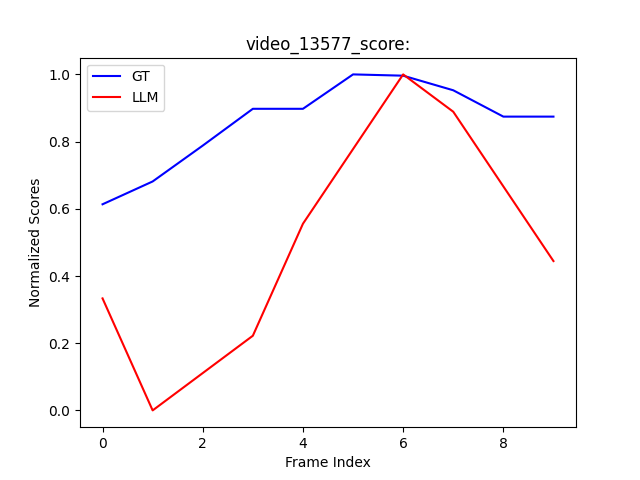 video_13577_score:
GT
LLM
Normalized Scores
1.0
0.8
0.6
0.4
0.2
0.0
0 2 4 6 8
Frame Index